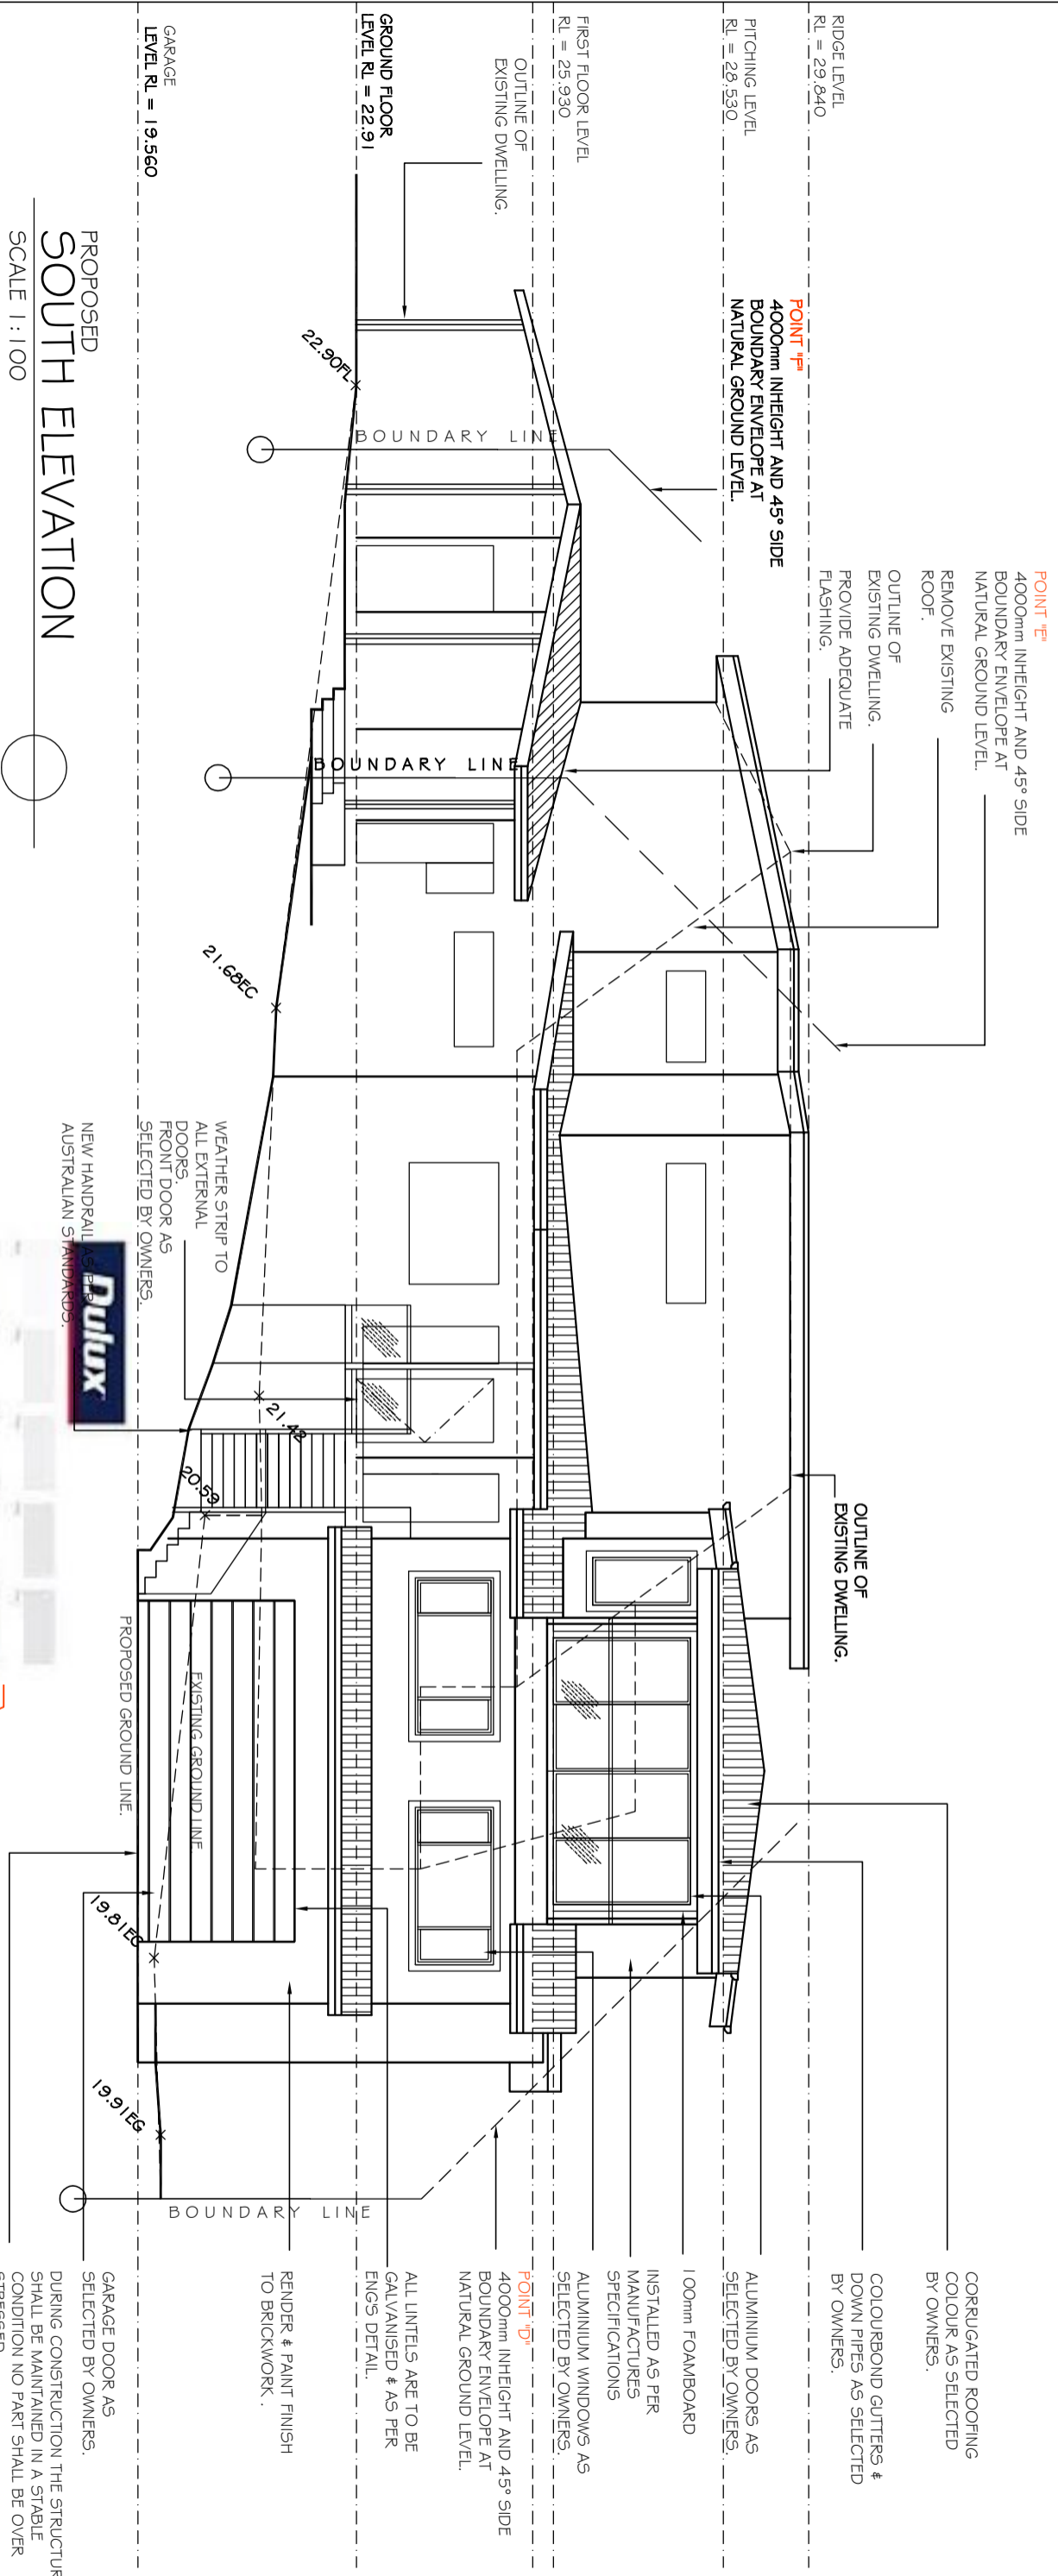 RIDGE LEVEL
RL = 29.840
PITCHING LEVEL
RL = 28.530
FIRST FLOOR LEVEL
RL = 25.930
OUTLINE OF
EXISTING DWELLING.
GROUND FLOOR
LEVEL RL = 22.91
GARAGE
LEVEL RL = 19.560
POINT "F"
4000mm INHEIGHT AND 45° SIDE
BOUNDARY ENVELOPE AT
NATURAL GROUND LEVEL.
POINT "E"
4000mm INHEIGHT AND 45° SIDE
BOUNDARY ENVELOPE AT
NATURAL GROUND LEVEL.
REMOVE EXISTING
ROOF.
OUTLINE OF
EXISTING DWELLING.
PROVIDE ADEQUATE
FLASHING.
OUTLINE OF
EXISTING DWELLING.
BOUNDARY LINE
BOUNDARY LINE
BOUNDARY LINE
22.90FL
21.68EC
21.42
20.59
19.81EG
19.91EG
WEATHER STRIP TO
ALL EXTERNAL
DOORS.
FRONT DOOR AS
SELECTED BY OWNERS.
NEW HANDRAIL AS PER
AUSTRALIAN STANDARDS.
Dulux
EXISTING GROUND LINE
PROPOSED GROUND LINE.
CORRUGATED ROOFING
COLOUR AS SELECTED
BY OWNERS.
COLOURBOND GUTTERS &
DOWN PIPES AS SELECTED
BY OWNERS.
ALUMINIUM DOORS AS
SELECTED BY OWNERS.
100mm FOAMBOARD
INSTALLED AS PER
MANUFACTURES
SPECIFICATIONS
ALUMINIUM WINDOWS AS
SELECTED BY OWNERS.
POINT "D"
4000mm INHEIGHT AND 45° SIDE
BOUNDARY ENVELOPE AT
NATURAL GROUND LEVEL.
ALL LINTELS ARE TO BE
GALVANISED & AS PER
ENG'S DETAIL.
RENDER & PAINT FINISH
TO BRICKWORK .
GARAGE DOOR AS
SELECTED BY OWNERS.
DURING CONSTRUCTION THE STRUCTUR
SHALL BE MAINTAINED IN A STABLE
CONDITION NO PART SHALL BE OVER
STRESSED
PROPOSED
SOUTH ELEVATION
SCALE 1:100